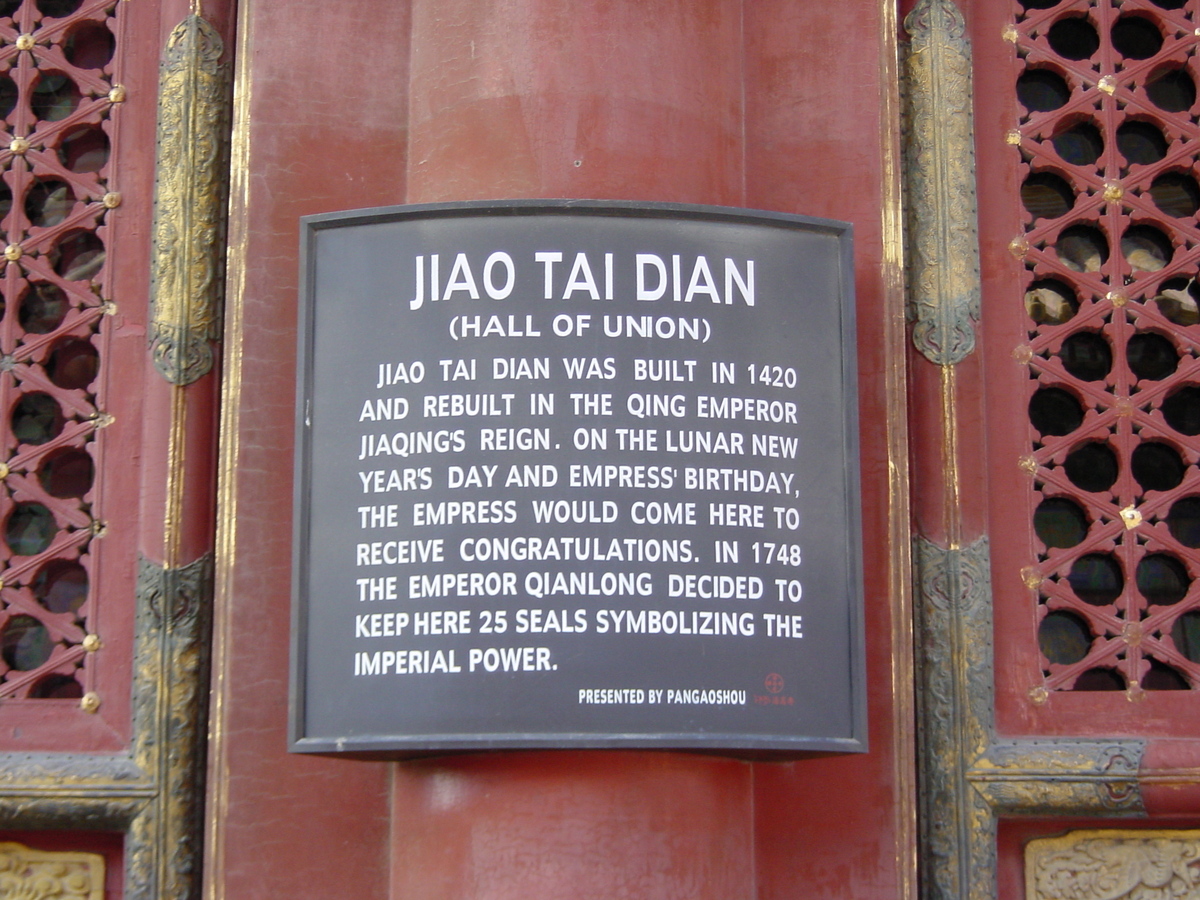 JIAO TAI DIAN
(HALL OF UNION)
JIAO TAI DIAN WAS BUILT IN 1420
AND REBUILT IN THE QING EMPEROR
JIAQING'S REIGN. ON THE LUNAR NEW
YEAR'S DAY AND EMPRESS' BIRTHDAY,
THE EMPRESS WOULD COME HERE TO
RECEIVE CONGRATULATIONS. IN 1748
THE EMPEROR QIANLONG DECIDED TO
KEEP HERE 25 SEALS SYMBOLIZING THE
IMPERIAL POWER.
PRESENTED BY PANGAOSHOU